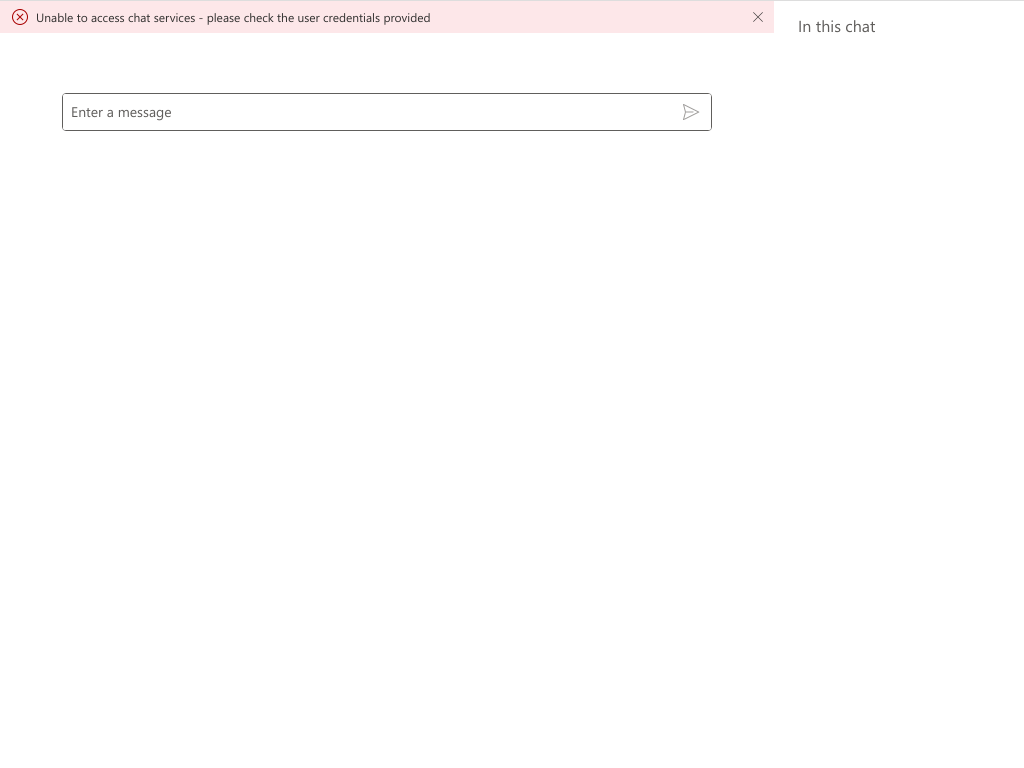 Unable to access chat services - please check the user credentials provided
In this chat
Enter a message